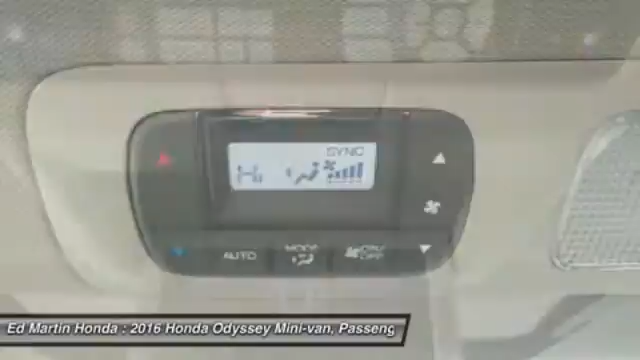 SYNC
Hi
AUTO
MODE
ON/OFF
Ed Martin Honda : 2016 Honda Odyssey Mini-van, Passeng